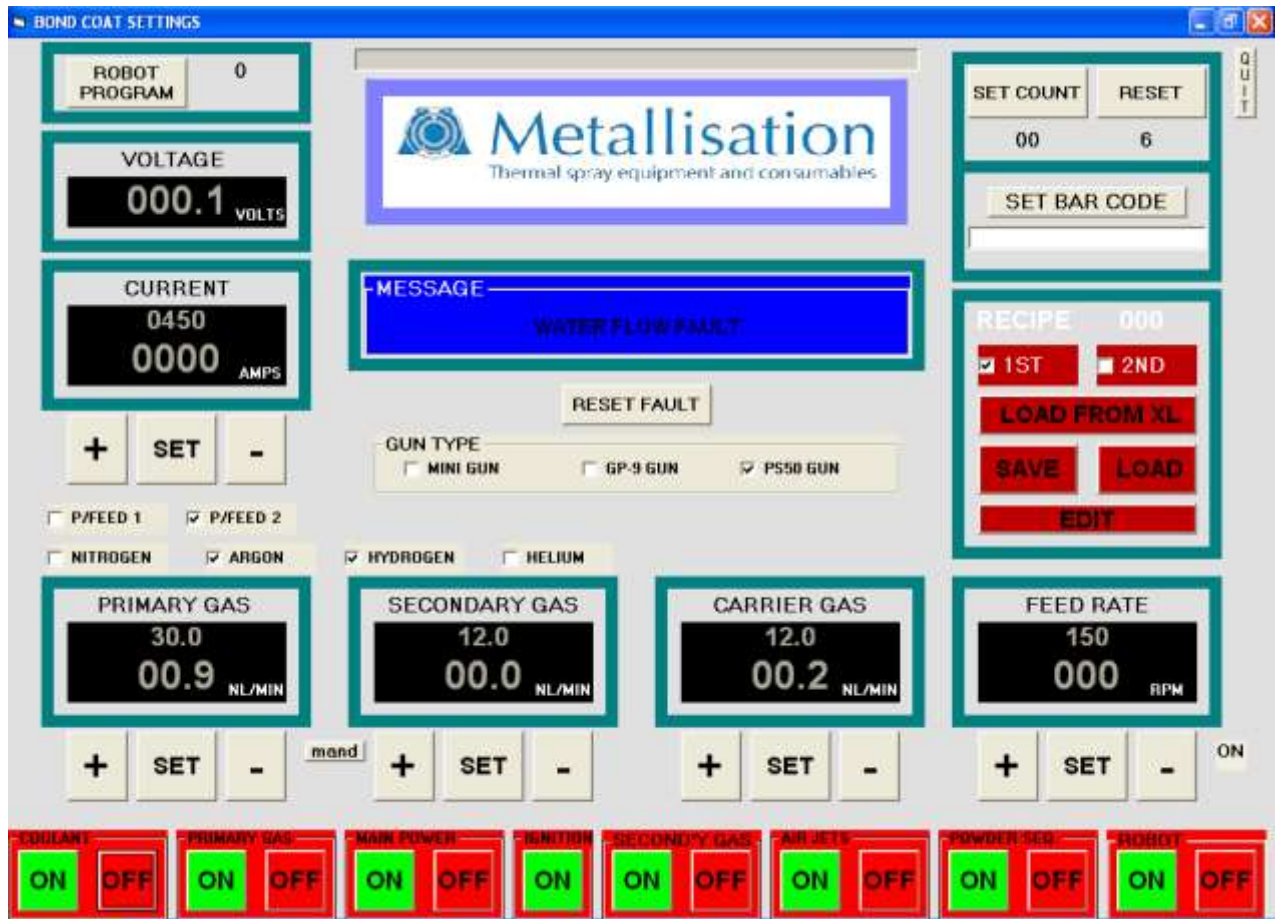 BOND COAT SETTINGS
ROBOT
PROGRAM
0
VOLTAGE
000.1 VOLTS
CURRENT
0450
0000 AMPS
+ SET -
P/FEED 1 P/FEED 2
NITROGEN ARGON HYDROGEN HELIUM
Metallisation
Thermal spray equipment and consumables
MESSAGE
WATER FLOW FAULT
RESET FAULT
GUN TYPE
MINI GUN GP-9 GUN PS50 GUN
QUIT
SET COUNT RESET
00 6
SET BAR CODE
RECIPE 000
1ST 2ND
LOAD FROM XL
SAVE LOAD
EDIT
PRIMARY GAS
30.0
00.9 NL/MIN
+ SET -
mand
SECONDARY GAS
12.0
00.0 NL/MIN
+ SET -
CARRIER GAS
12.0
00.2 NL/MIN
+ SET -
FEED RATE
150
000 RPM
+ SET -
ON
COOLANT
ON OFF
PRIMARY GAS
ON OFF
MAIN POWER
ON OFF
IGNITION
ON
SECOND'Y GAS
ON OFF
AIR JETS
ON OFF
POWDER SEQ.
ON OFF
ROBOT
ON OFF